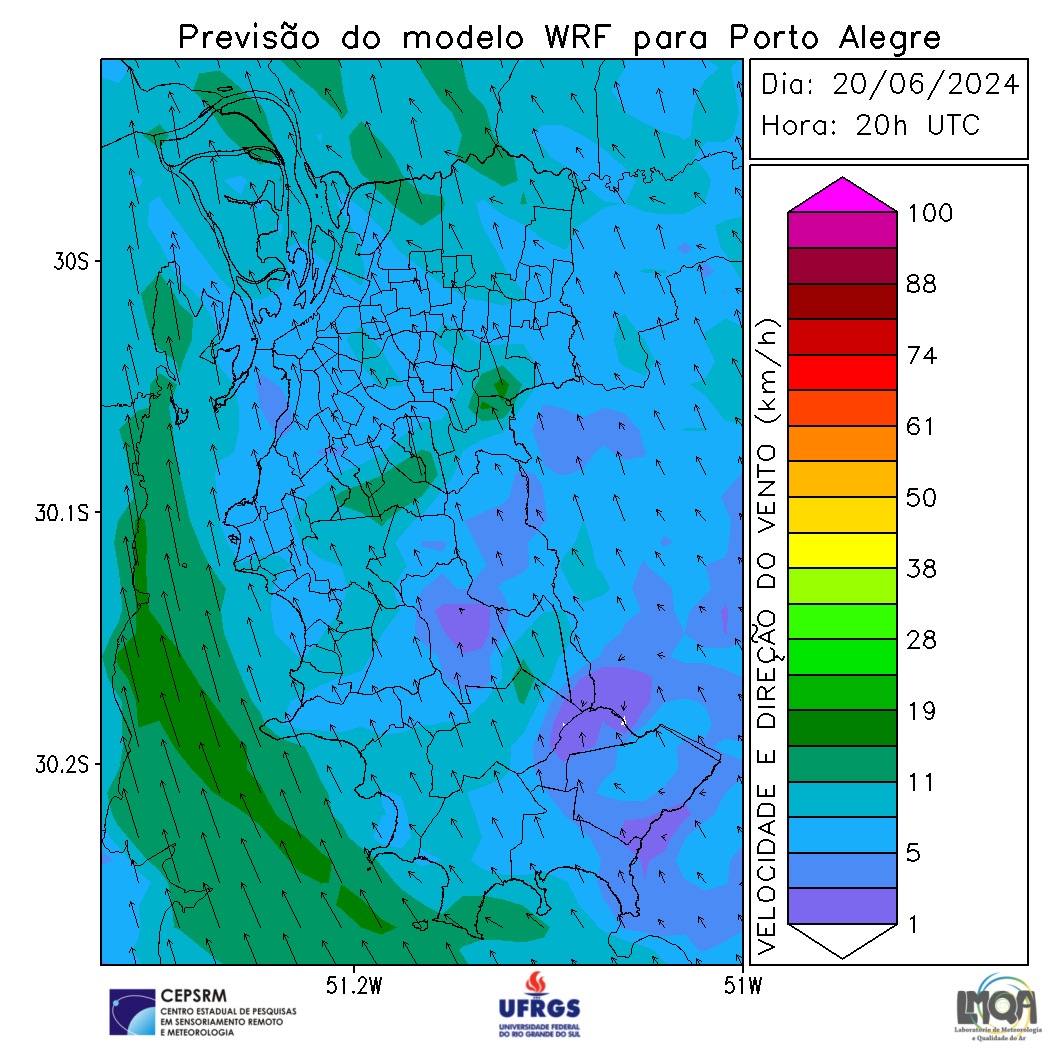 Previsão do modelo WRF para Porto Alegre
Dia: 20/06/2024
Hora: 20h UTC
30S
30.1S
30.2S
51.2W
51W
VELOCIDADE E DIREÇÃO DO VENTO (km/h)
100
88
74
61
50
38
28
19
11
5
1
CEPSRM
CENTRO ESTADUAL DE PESQUISAS
EM SENSORIAMENTO REMOTO
E METEOROLOGIA
UFRGS
UNIVERSIDADE FEDERAL
DO RIO GRANDE DO SUL
LMQA
Laboratório de Meteorologia
e Qualidade do Ar